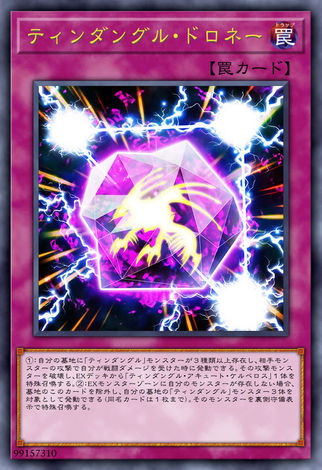 ティンダングル・ドロネー
トラップ
罠
【罠カード】
①:自分の墓地に「ティンダングル」モンスターが3種類以上存在し、相手モン
スターの攻撃で自分が戦闘ダメージを受けた時に発動できる。その攻撃モンス
ターを破壊し、EXデッキから「ティンダングル・アキュート・ケルベロス」1体を
特殊召喚する。②:EXモンスターゾーンに自分のモンスターが存在しない場合、
墓地のこのカードを除外し、自分の墓地の「ティンダングル」モンスター3体を
対象として発動できる(同名カードは1枚まで)。そのモンスターを裏側守備表
示で特殊召喚する。
99157310